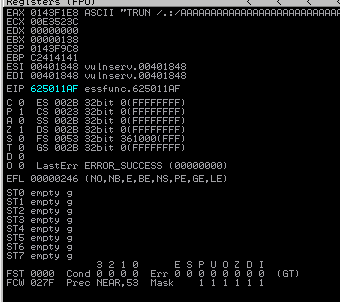 Registers (FPU) < < <
EAX 0143F1E8 ASCII "TRUN /.:/AAAAAAAAAAAAAAAAAAAAAAAAAAAAA
ECX 00E3523C
EDX 00000000
EBX 00000138
ESP 0143F9C8
EBP C2414141
ESI 00401848 vulnserv.00401848
EDI 00401848 vulnserv.00401848
EIP 625011AF essfunc.625011AF
C 0 ES 002B 32bit 0(FFFFFFFF)
P 1 CS 0023 32bit 0(FFFFFFFF)
A 0 SS 002B 32bit 0(FFFFFFFF)
Z 1 DS 002B 32bit 0(FFFFFFFF)
S 0 FS 0053 32bit 361000(FFF)
T 0 GS 002B 32bit 0(FFFFFFFF)
D 0
O 0 LastErr ERROR_SUCCESS (00000000)
EFL 00000246 (NO,NB,E,BE,NS,PE,GE,LE)
ST0 empty g
ST1 empty g
ST2 empty g
ST3 empty g
ST4 empty g
ST5 empty g
ST6 empty g
ST7 empty g
3 2 1 0 E S P U O Z D I
FST 0000 Cond 0 0 0 0 Err 0 0 0 0 0 0 0 0 (GT)
FCW 027F Prec NEAR,53 Mask 1 1 1 1 1 1